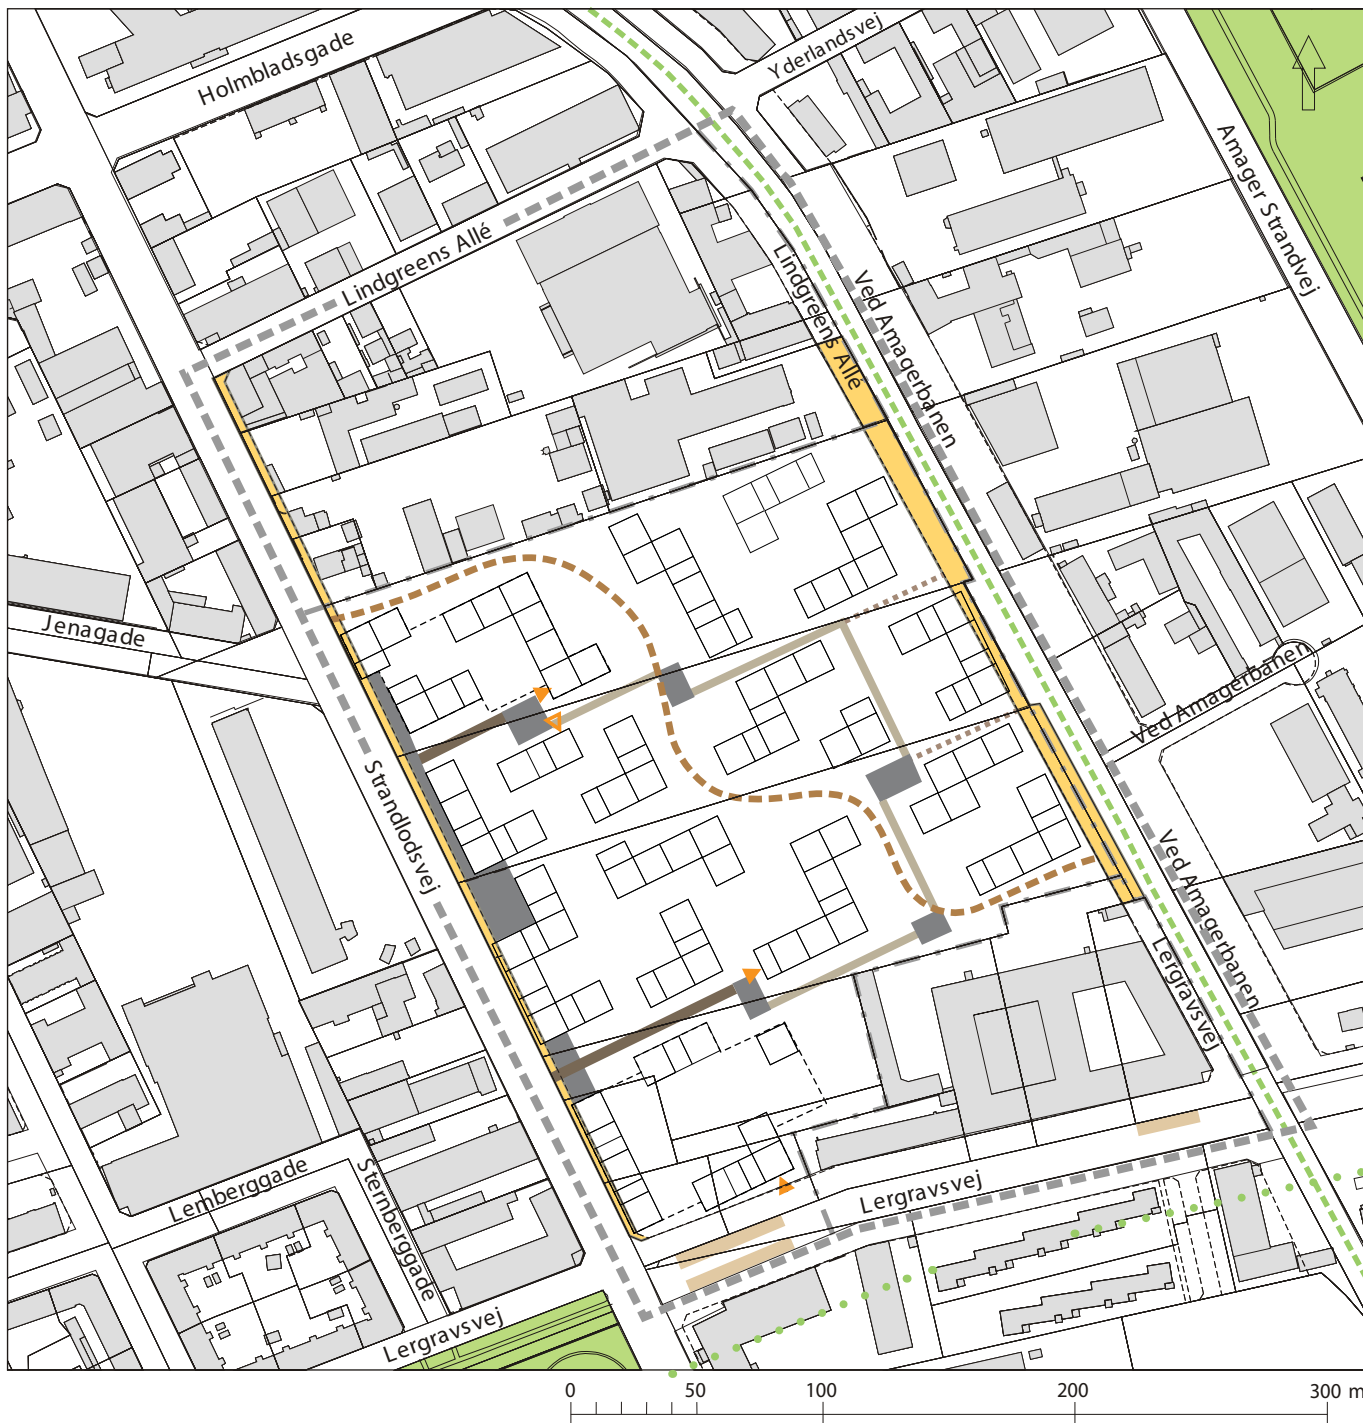 Holmbladsgade
Yderlandsvej
Amager Strandvej
Lindgreens Allé
Lindgreens Allé
Ved Amagerbanen
Jenagade
Ved Amagerbanen
Strandlodsvej
Ved Amagerbanen
Lergravsvej
Lemberggade
Sternberggade
Lergravsvej
Lergravsvej
0 50 100 200 300 m